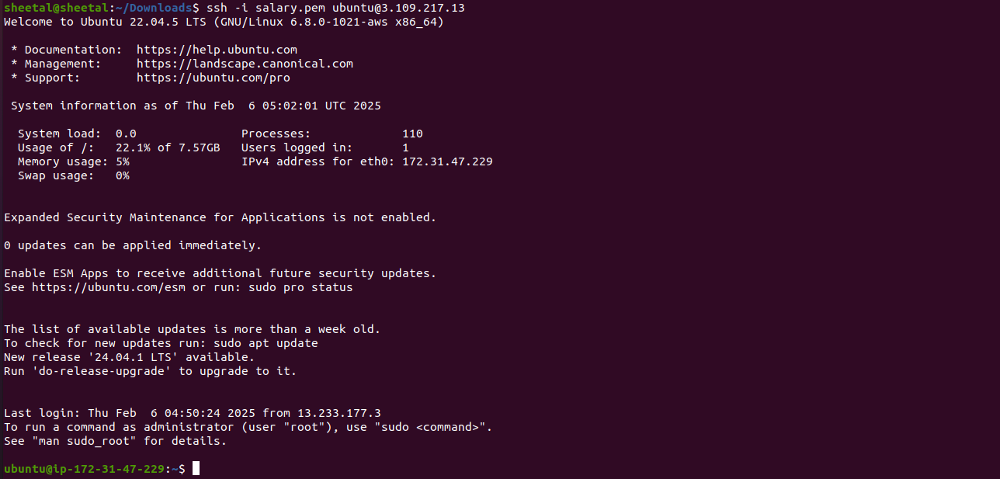 sheetal@sheetal:~/Downloads$ ssh -i salary.pem ubuntu@3.109.217.13
Welcome to Ubuntu 22.04.5 LTS (GNU/Linux 6.8.0-1021-aws x86_64)

 * Documentation:  https://help.ubuntu.com
 * Management:     https://landscape.canonical.com
 * Support:        https://ubuntu.com/pro

 System information as of Thu Feb  6 05:02:01 UTC 2025

  System load:  0.0               Processes:             110
  Usage of /:   22.1% of 7.57GB   Users logged in:       1
  Memory usage: 5%                IPv4 address for eth0: 172.31.47.229
  Swap usage:   0%

Expanded Security Maintenance for Applications is not enabled.

0 updates can be applied immediately.

Enable ESM Apps to receive additional future security updates.
See https://ubuntu.com/esm or run: sudo pro status

The list of available updates is more than a week old.
To check for new updates run: sudo apt update
New release '24.04.1 LTS' available.
Run 'do-release-upgrade' to upgrade to it.

Last login: Thu Feb  6 04:50:24 2025 from 13.233.177.3
To run a command as administrator (user "root"), use "sudo <command>".
See "man sudo_root" for details.

ubuntu@ip-172-31-47-229:~$